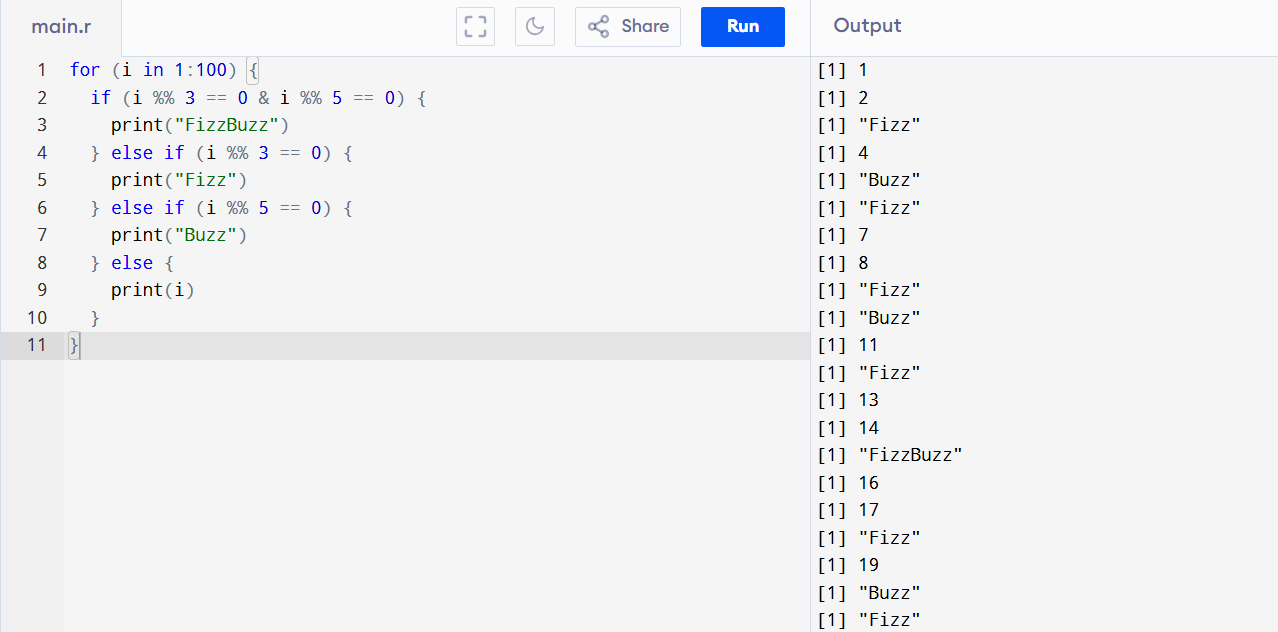 main.r
Share
Run
Output
1 for (i in 1:100) {
2   if (i %% 3 == 0 & i %% 5 == 0) {
3     print("FizzBuzz")
4   } else if (i %% 3 == 0) {
5     print("Fizz")
6   } else if (i %% 5 == 0) {
7     print("Buzz")
8   } else {
9     print(i)
10   }
11 }
[1] 1
[1] 2
[1] "Fizz"
[1] 4
[1] "Buzz"
[1] "Fizz"
[1] 7
[1] 8
[1] "Fizz"
[1] "Buzz"
[1] 11
[1] "Fizz"
[1] 13
[1] 14
[1] "FizzBuzz"
[1] 16
[1] 17
[1] "Fizz"
[1] 19
[1] "Buzz"
[1] "Fizz"